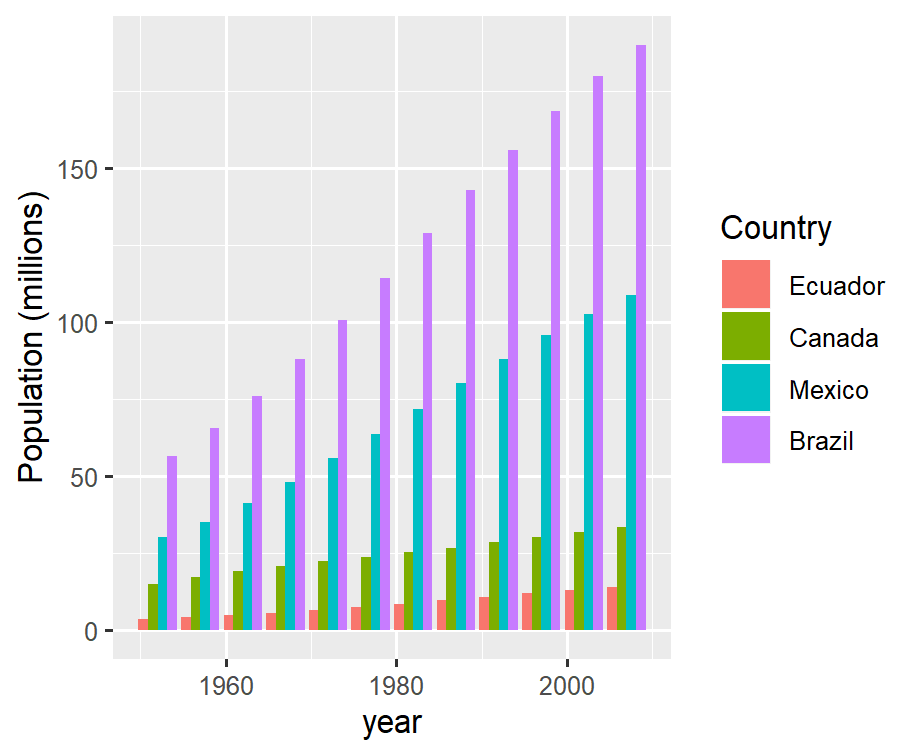 Population (millions)
150
100
50
0
1960 1980 2000
year
Country
Ecuador
Canada
Mexico
Brazil